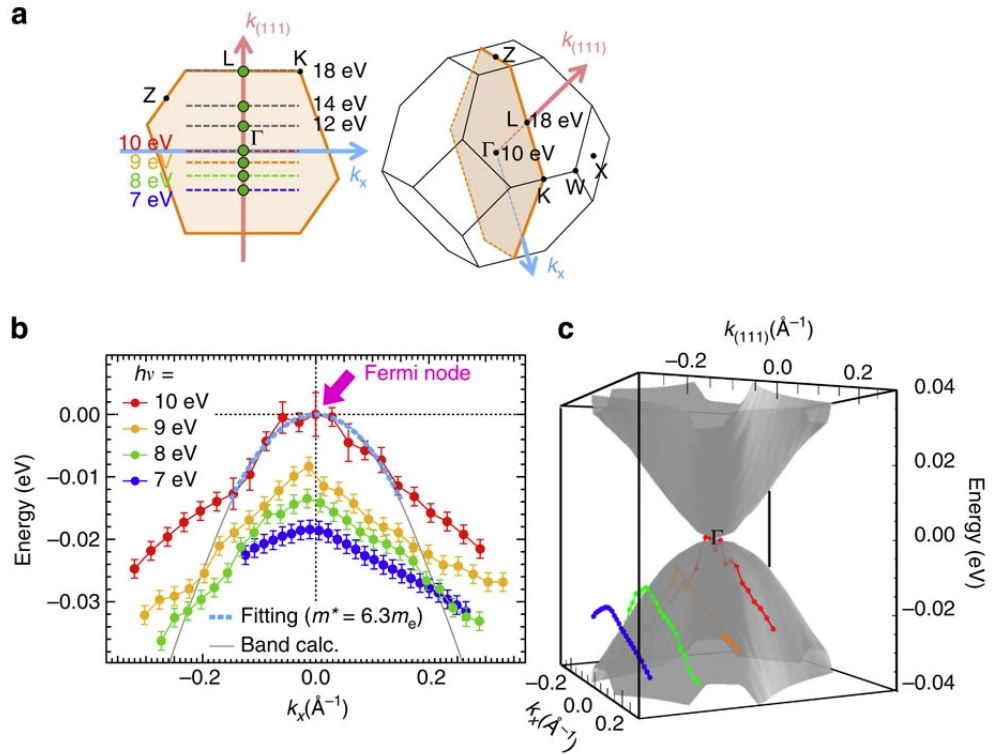 a
k(111)
L
K
18 eV
Z
14 eV
12 eV
Γ
10 eV
9 eV
8 eV
7 eV
kx
k(111)
Z
L
18 eV
Γ
10 eV
X
W
K
kx
b
hν =
10 eV
9 eV
8 eV
7 eV
Fermi node
0.00
−0.01
−0.02
−0.03
Energy (eV)
Fitting (m* = 6.3me)
Band calc.
−0.2
0.0
0.2
kx(Å−1)
c
k(111)(Å−1)
−0.2
0.0
0.2
0.04
0.02
0.00
−0.02
−0.04
Energy (eV)
Γ
−0.2
0.0
0.2
kx(Å−1)